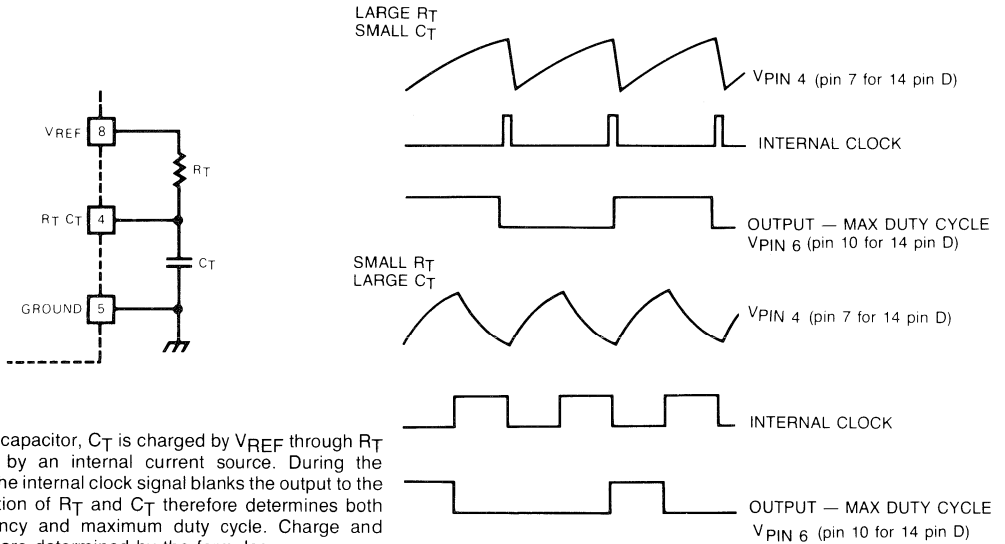 LARGE RT
SMALL CT
VPIN 4 (pin 7 for 14 pin D)
INTERNAL CLOCK
OUTPUT — MAX DUTY CYCLE
VPIN 6 (pin 10 for 14 pin D)
VREF 8
RT
RT CT 4
CT
GROUND 5
SMALL RT
LARGE CT
VPIN 4 (pin 7 for 14 pin D)
INTERNAL CLOCK
OUTPUT — MAX DUTY CYCLE
VPIN 6 (pin 10 for 14 pin D)
capacitor, CT is charged by VREF through RT
by an internal current source. During the
ne internal clock signal blanks the output to the
tion of RT and CT therefore determines both
ncy and maximum duty cycle. Charge and